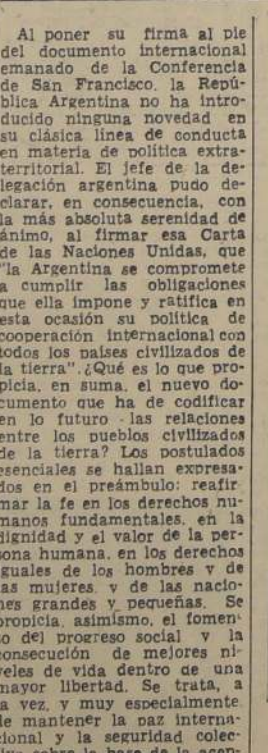 Al poner su firma al pie
del documento internacional
emanado de la Conferencia
de San Francisco, la Repú-
blica Argentina no ha intro-
ducido ninguna novedad en
su clásica línea de conducta
en materia de política extra-
territorial. El jefe de la de-
legación argentina pudo de-
clarar, en consecuencia, con
la más absoluta serenidad de
ánimo, al firmar esa Carta
de las Naciones Unidas, que
"la Argentina se compromete
a cumplir las obligaciones
que ella impone y ratifica en
esta ocasión su política de
cooperación internacional con
todos los países civilizados de
la tierra". ¿Qué es lo que pro-
picia, en suma, el nuevo do-
cumento que ha de codificar
en lo futuro las relaciones
entre los pueblos civilizados
de la tierra? Los postulados
esenciales se hallan expresa-
dos en el preámbulo: reafir
mar la fe en los derechos hu-
manos fundamentales, en la
dignidad y el valor de la per-
sona humana, en los derechos
iguales de los hombres y de
as mujeres y de las nacio-
nes grandes y pequeñas. Se
propicia, asimismo, el fomen
to del progreso social y la
consecución de mejores ni-
veles de vida dentro de una
mayor libertad. Se trata, a
a vez, y muy especialmente
de mantener la paz interna-
cional y la seguridad colec-
sobre la base de la